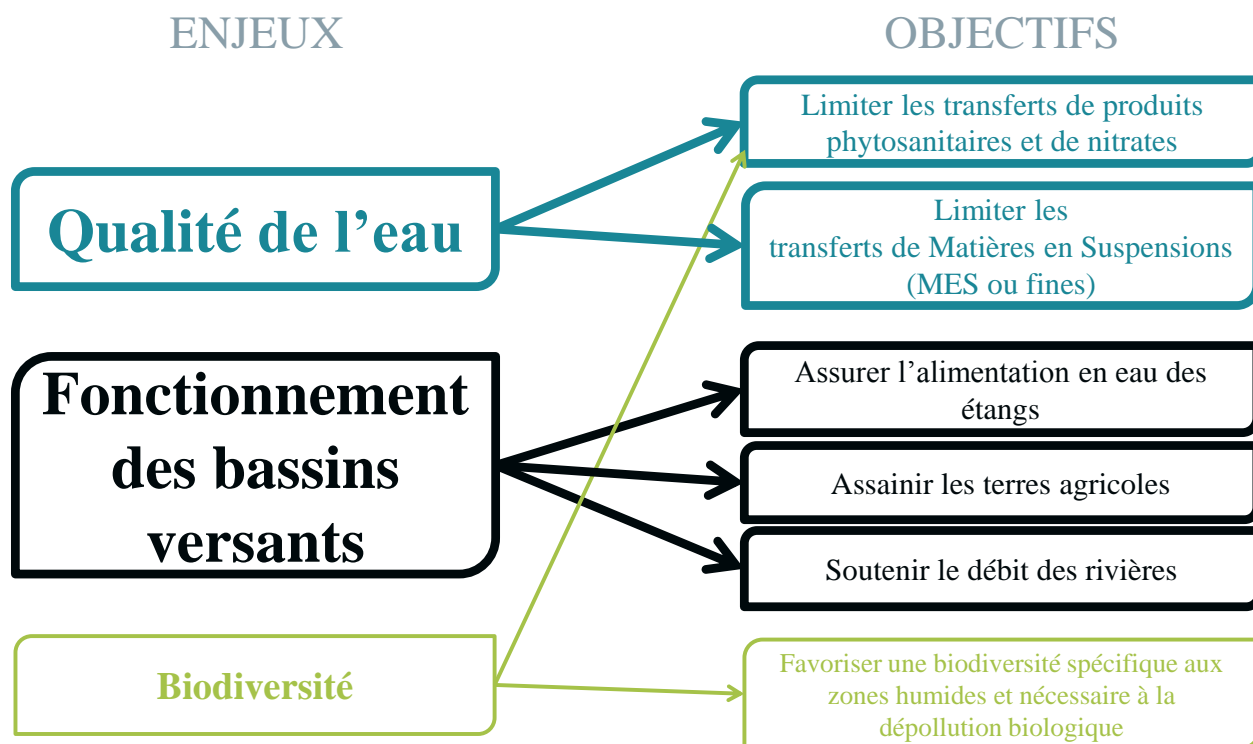 ENJEUX
OBJECTIFS
Qualité de l’eau
Limiter les transferts de produits
phytosanitaires et de nitrates
Limiter les
transferts de Matières en Suspensions
(MES ou fines)
Fonctionnement
des bassins
versants
Assurer l’alimentation en eau des
étangs
Assainir les terres agricoles
Soutenir le débit des rivières
Biodiversité
Favoriser une biodiversité spécifique aux
zones humides et nécessaire à la
dépollution biologique